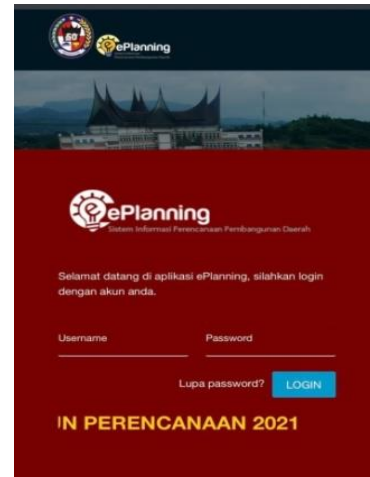 ePlanning
ePlanning
Sistem Informasi Perencanaan Pembangunan Daerah
Selamat datang di aplikasi ePlanning, silahkan login
dengan akun anda.
Username Password
Lupa password? LOGIN
N PERENCANAAN 2021